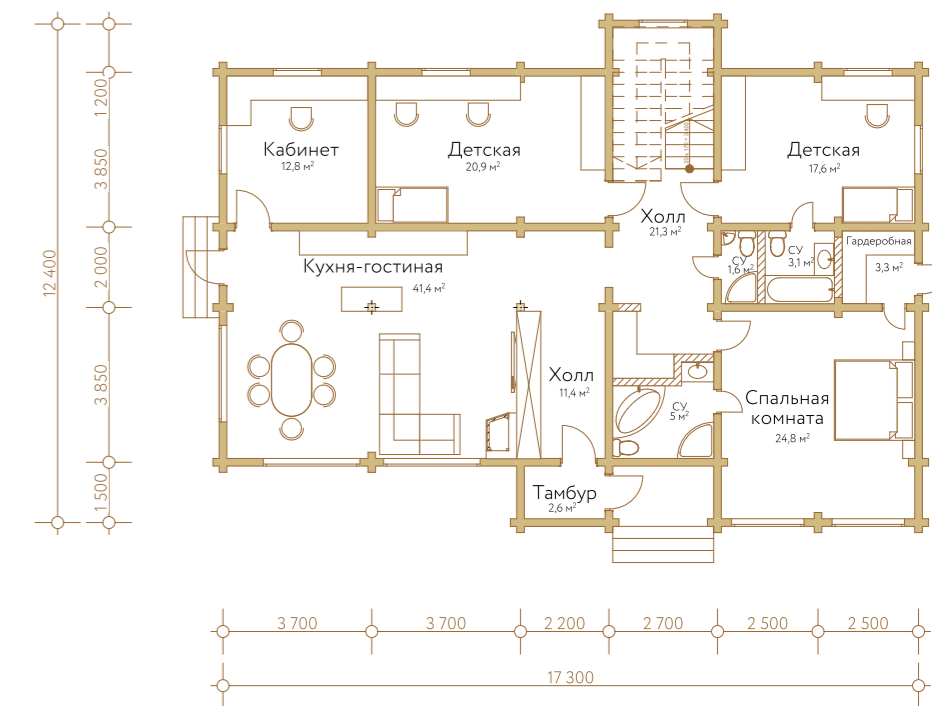 1 200
3 850
2 000
12 400
3 850
1 500
Кабинет
12,8 м²
Детская
20,9 м²
Детская
17,6 м²
Холл
21,3 м²
СУ
1,6 м²
СУ
3,1 м²
Гардеробная
3,3 м²
Кухня-гостиная
41,4 м²
Холл
11,4 м²
СУ
5 м²
Спальная
комната
24,8 м²
Тамбур
2,6 м²
3 700
3 700
2 200
2 700
2 500
2 500
17 300